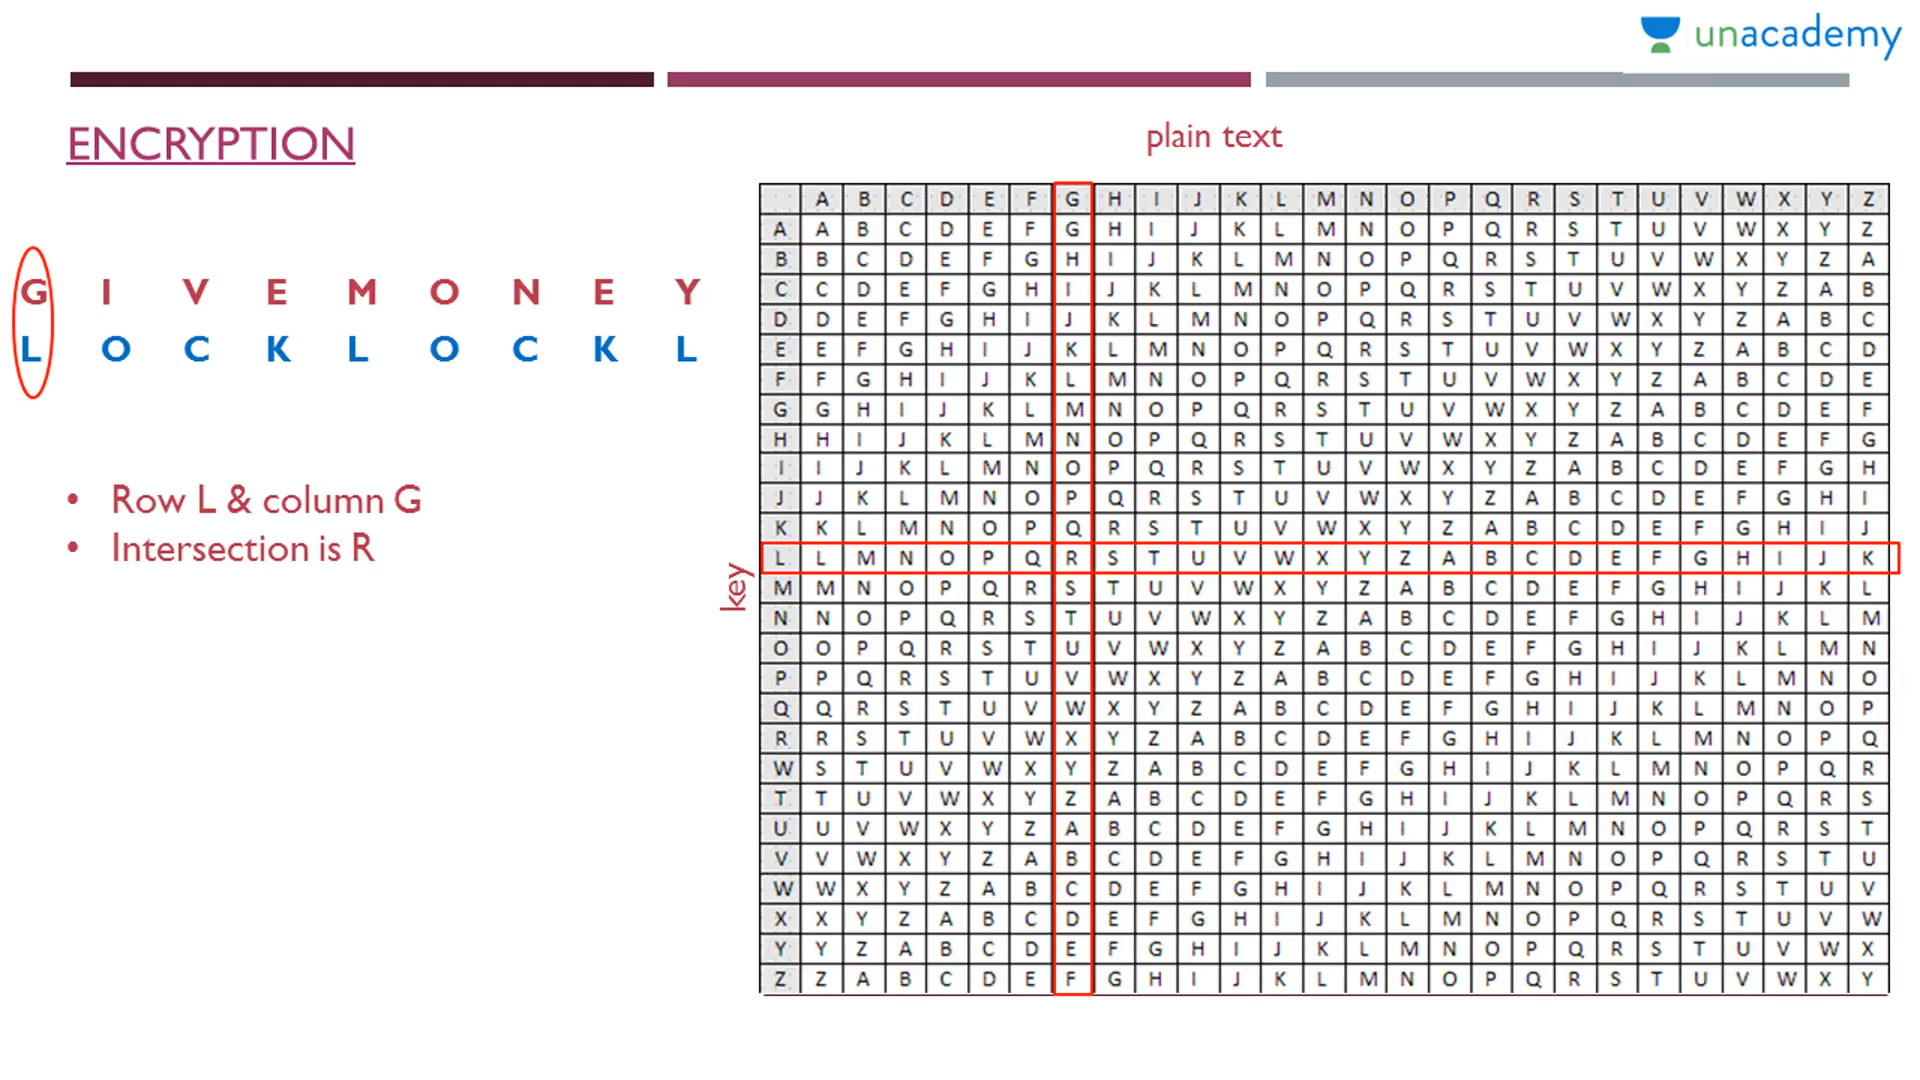 unacademy
ENCRYPTION
plain text
G I V E M O N E Y
L O C K L O C K L
• Row L & column G
• Intersection is R
key
A B C D E F G H I J K L M N O P Q R S T U V W X Y Z
A A B C D E F G H I J K L M N O P Q R S T U V W X Y Z
B B C D E F G H I J K L M N O P Q R S T U V W X Y Z A
C C D E F G H I J K L M N O P Q R S T U V W X Y Z A B
D D E F G H I J K L M N O P Q R S T U V W X Y Z A B C
E E F G H I J K L M N O P Q R S T U V W X Y Z A B C D
F F G H I J K L M N O P Q R S T U V W X Y Z A B C D E
G G H I J K L M N O P Q R S T U V W X Y Z A B C D E F
H H I J K L M N O P Q R S T U V W X Y Z A B C D E F G
I I J K L M N O P Q R S T U V W X Y Z A B C D E F G H
J J K L M N O P Q R S T U V W X Y Z A B C D E F G H I
K K L M N O P Q R S T U V W X Y Z A B C D E F G H I J
L L M N O P Q R S T U V W X Y Z A B C D E F G H I J K
M M N O P Q R S T U V W X Y Z A B C D E F G H I J K L
N N O P Q R S T U V W X Y Z A B C D E F G H I J K L M
O O P Q R S T U V W X Y Z A B C D E F G H I J K L M N
P P Q R S T U V W X Y Z A B C D E F G H I J K L M N O
Q Q R S T U V W X Y Z A B C D E F G H I J K L M N O P
R R S T U V W X Y Z A B C D E F G H I J K L M N O P Q
W S T U V W X Y Z A B C D E F G H I J K L M N O P Q R
T T U V W X Y Z A B C D E F G H I J K L M N O P Q R S
U U V W X Y Z A B C D E F G H I J K L M N O P Q R S T
V V W X Y Z A B C D E F G H I J K L M N O P Q R S T U
W W X Y Z A B C D E F G H I J K L M N O P Q R S T U V
X X Y Z A B C D E F G H I J K L M N O P Q R S T U V W
Y Y Z A B C D E F G H I J K L M N O P Q R S T U V W X
Z Z A B C D E F G H I J K L M N O P Q R S T U V W X Y